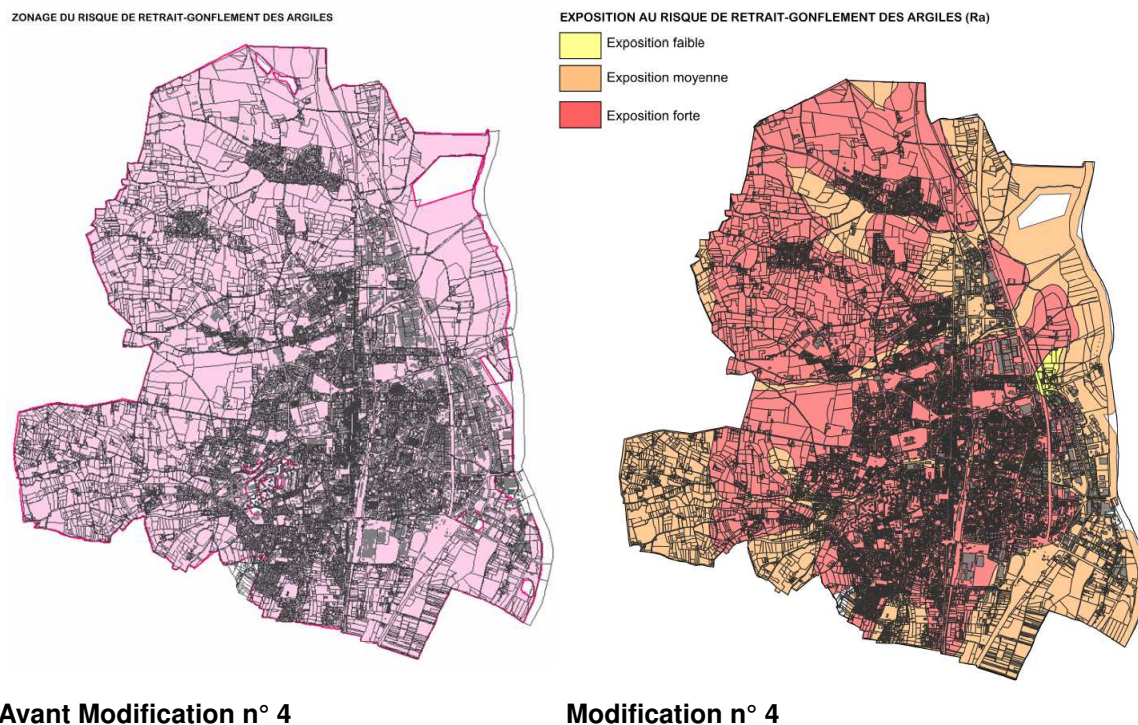 ZONAGE DU RISQUE DE RETRAIT-GONFLEMENT DES ARGILES
EXPOSITION AU RISQUE DE RETRAIT-GONFLEMENT DES ARGILES (Ra)
Exposition faible
Exposition moyenne
Exposition forte
Avant Modification n° 4
Modification n° 4